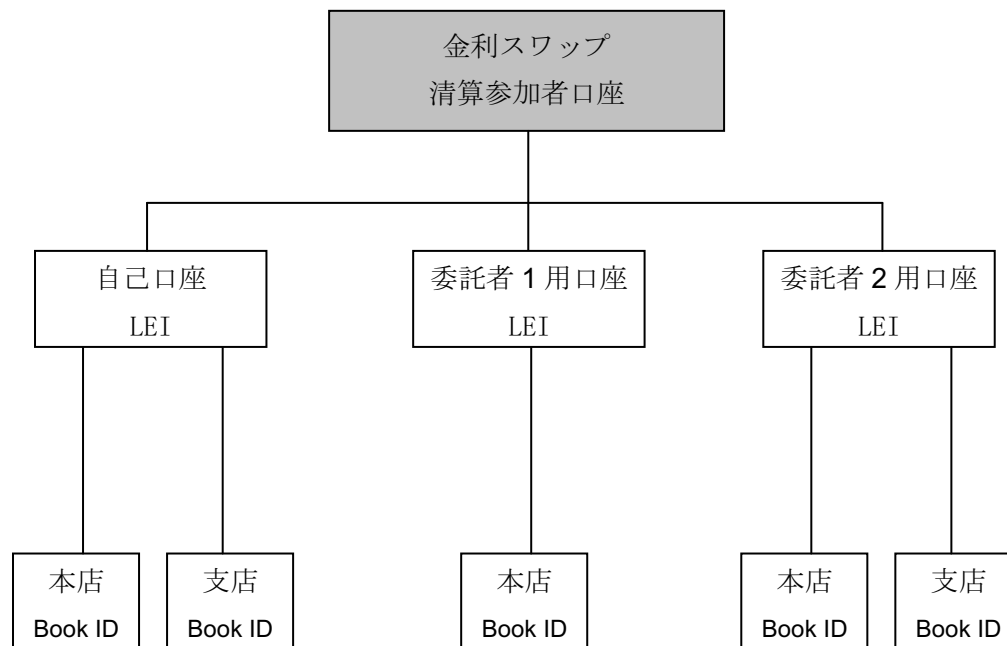 金利スワップ
清算参加者口座
自己口座
LEI
委託者 1 用口座
LEI
委託者 2 用口座
LEI
本店
Book ID
支店
Book ID
本店
Book ID
本店
Book ID
支店
Book ID